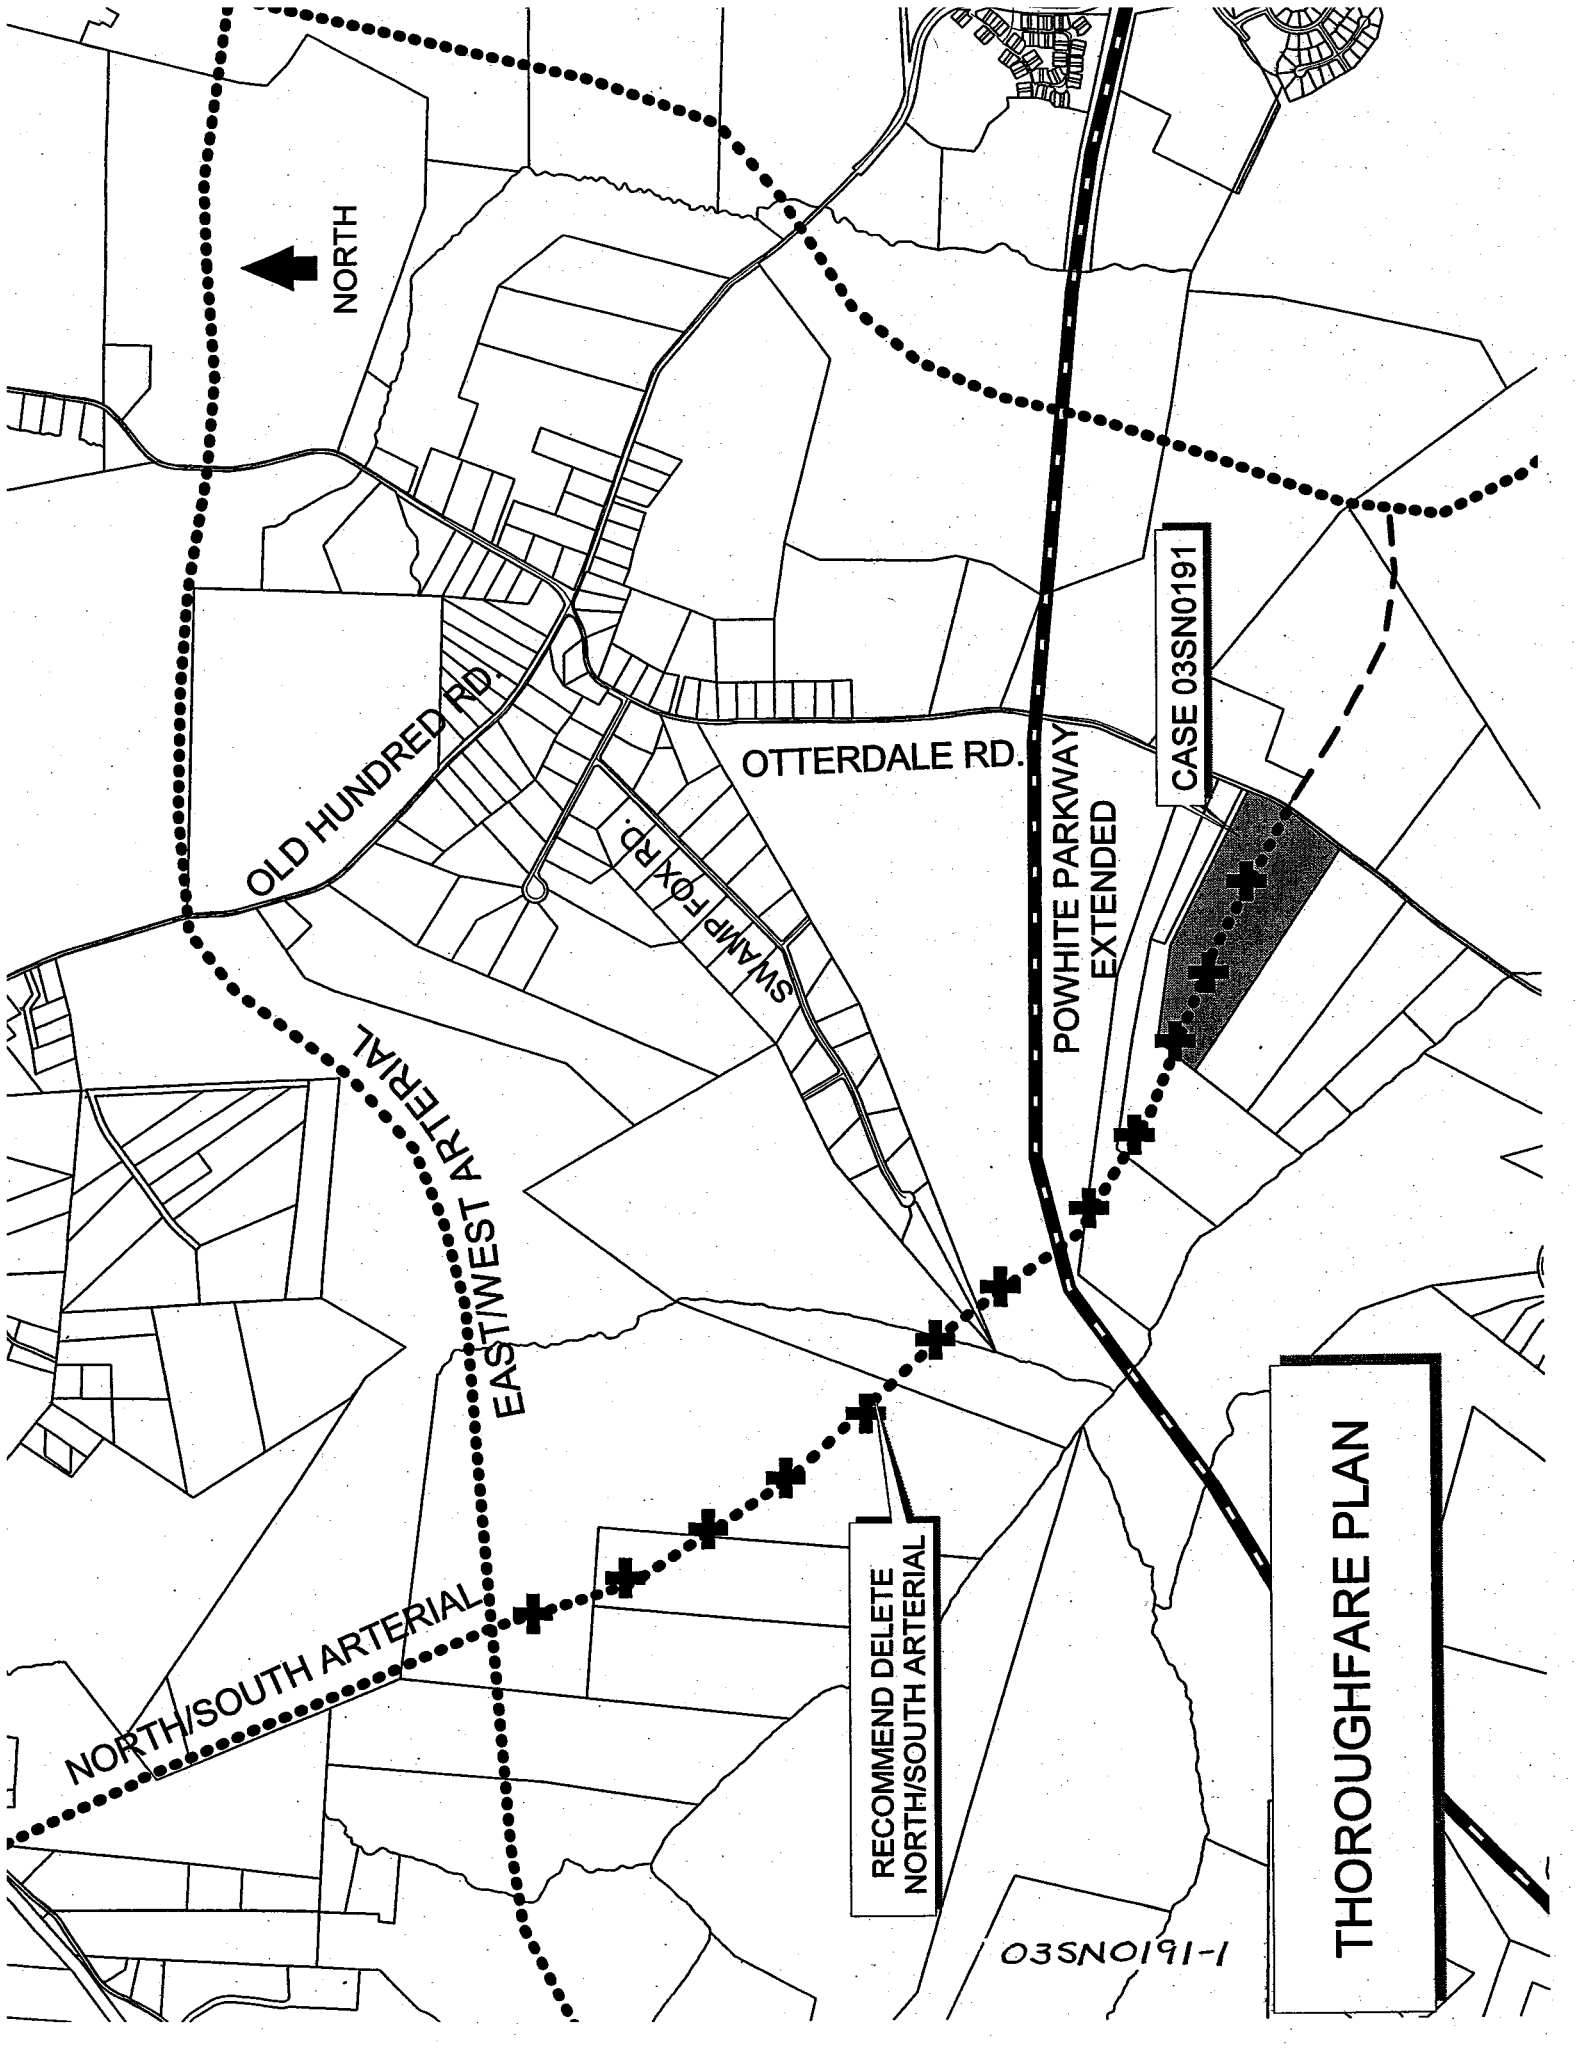 NORTH
OLD HUNDRED RD.
EAST/WEST ARTERIAL
NORTH/SOUTH ARTERIAL
SWAMP FOX RD.
OTTERDALE RD.
POWHITE PARKWAY
EXTENDED
CASE 03SN0191
RECOMMEND DELETE
NORTH/SOUTH ARTERIAL
03SN0191-1
THOROUGHFARE PLAN